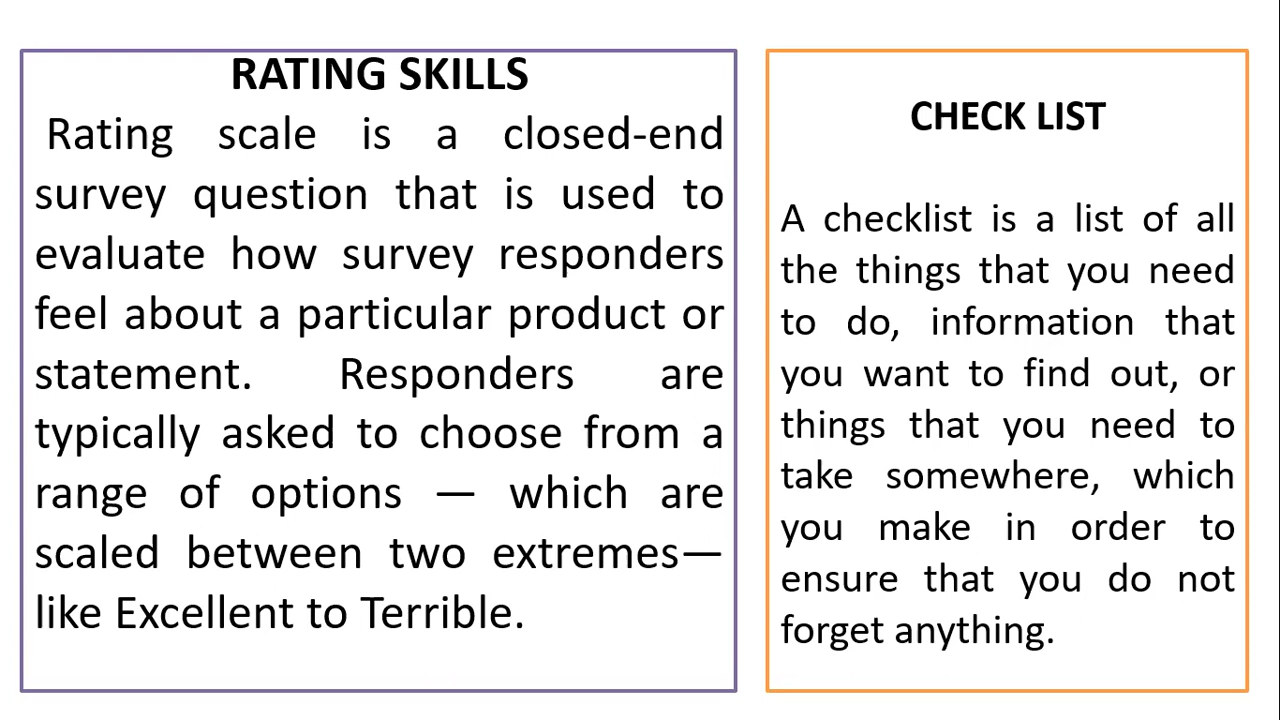 RATING SKILLS
Rating scale is a closed-end
survey question that is used to
evaluate how survey responders
feel about a particular product or
statement. Responders are
typically asked to choose from a
range of options — which are
scaled between two extremes—
like Excellent to Terrible.
CHECK LIST
A checklist is a list of all
the things that you need
to do, information that
you want to find out, or
things that you need to
take somewhere, which
you make in order to
ensure that you do not
forget anything.